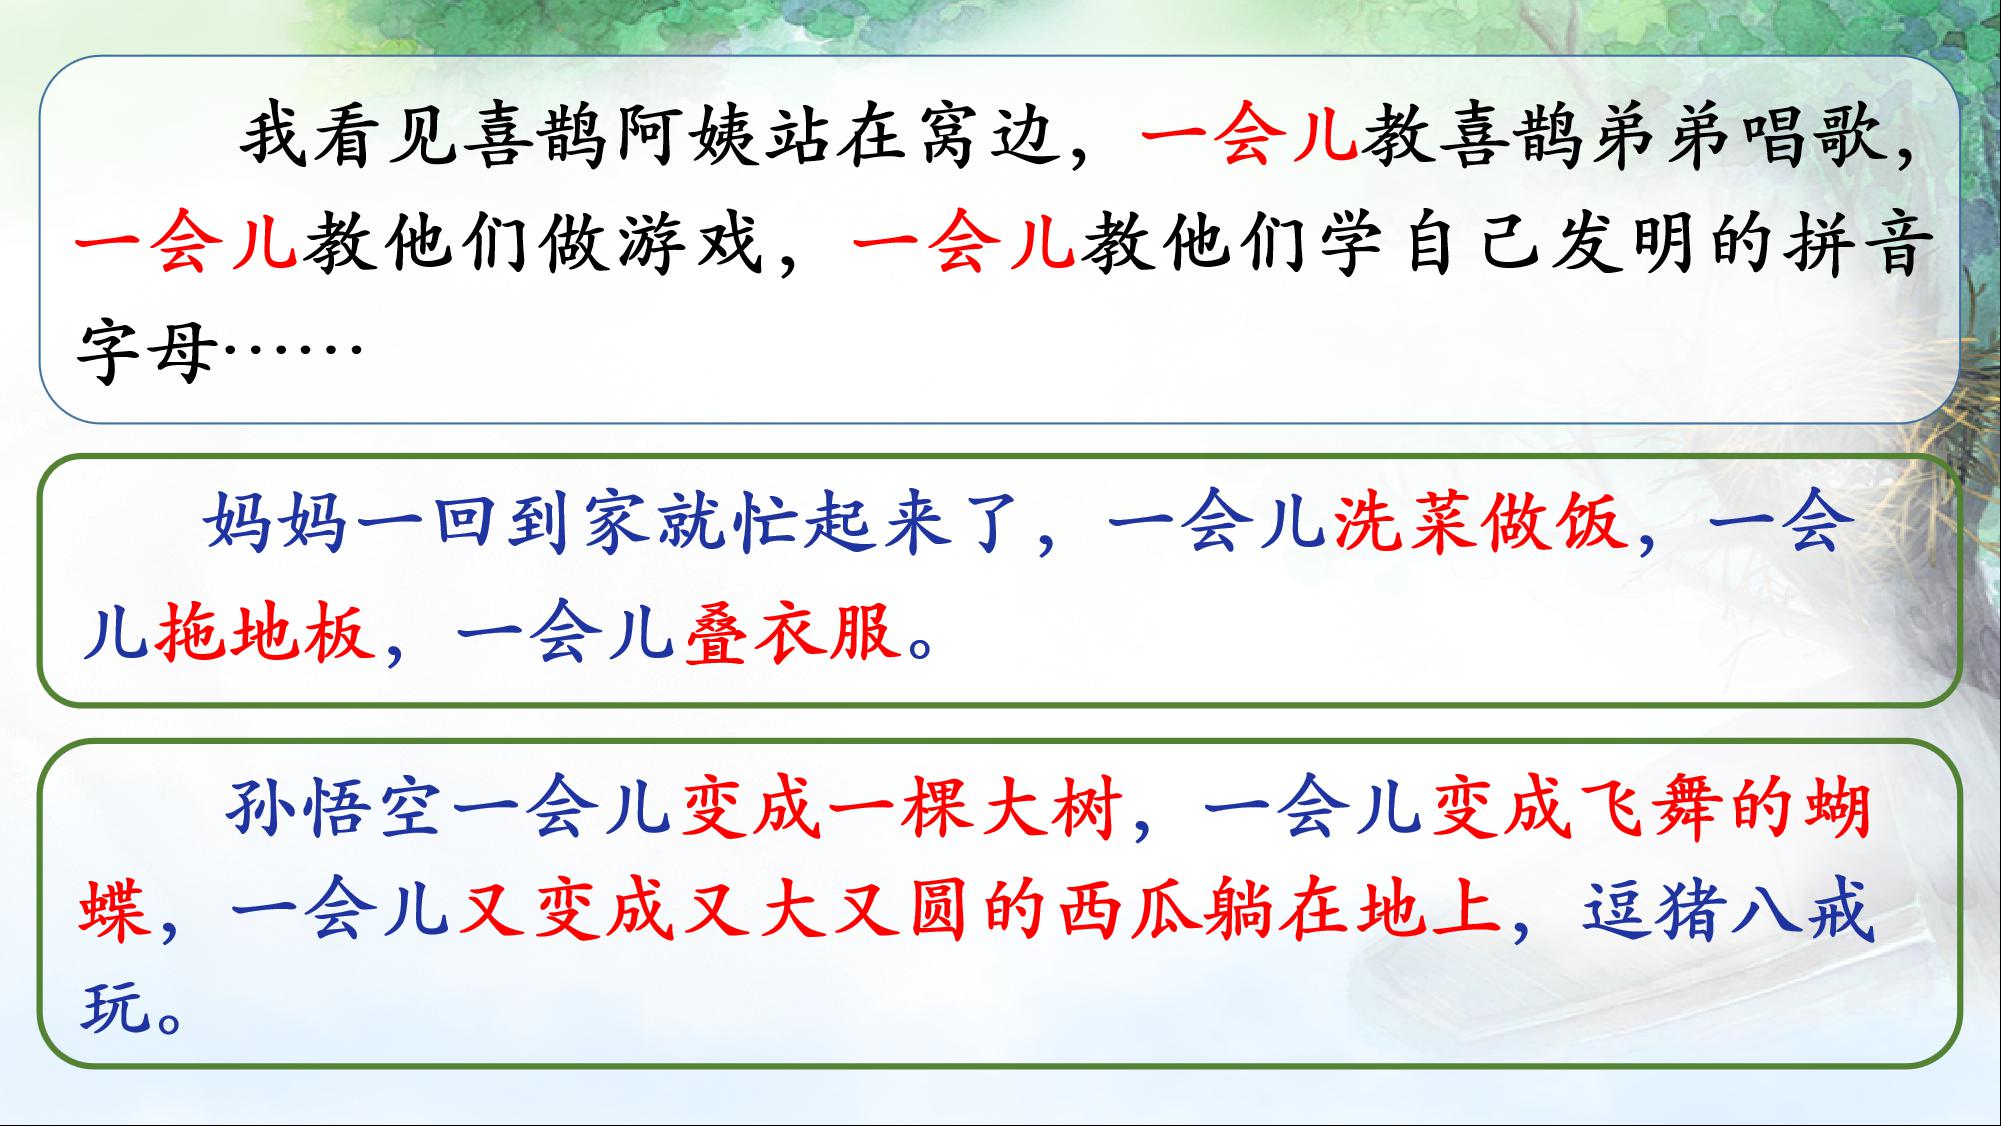 我看见喜鹊阿姨站在窝边，一会儿教喜鹊弟弟唱歌，
一会儿教他们做游戏，一会儿教他们学自己发明的拼音
字母……
妈妈一回到家就忙起来了，一会儿洗菜做饭，一会
儿拖地板，一会儿叠衣服。
孙悟空一会儿变成一棵大树，一会儿变成飞舞的蝴
蝶，一会儿又变成又大又圆的西瓜躺在地上，逗猪八戒
玩。